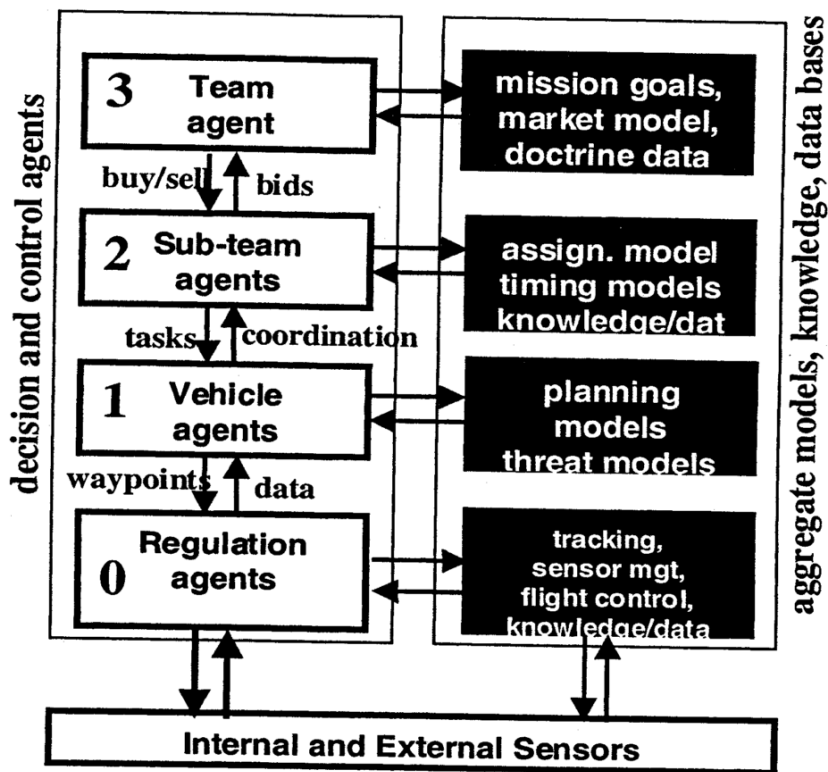 decision and control agents
3
Team
agent
buy/sell
bids
2
Sub-team
agents
tasks
coordination
1
Vehicle
agents
waypoints
data
0
Regulation
agents
mission goals,
market model,
doctrine data
assign. model
timing models
knowledge/dat
planning
models
threat models
tracking,
sensor mgt,
flight control,
knowledge/data
aggregate models, knowledge, data bases
Internal and External Sensors